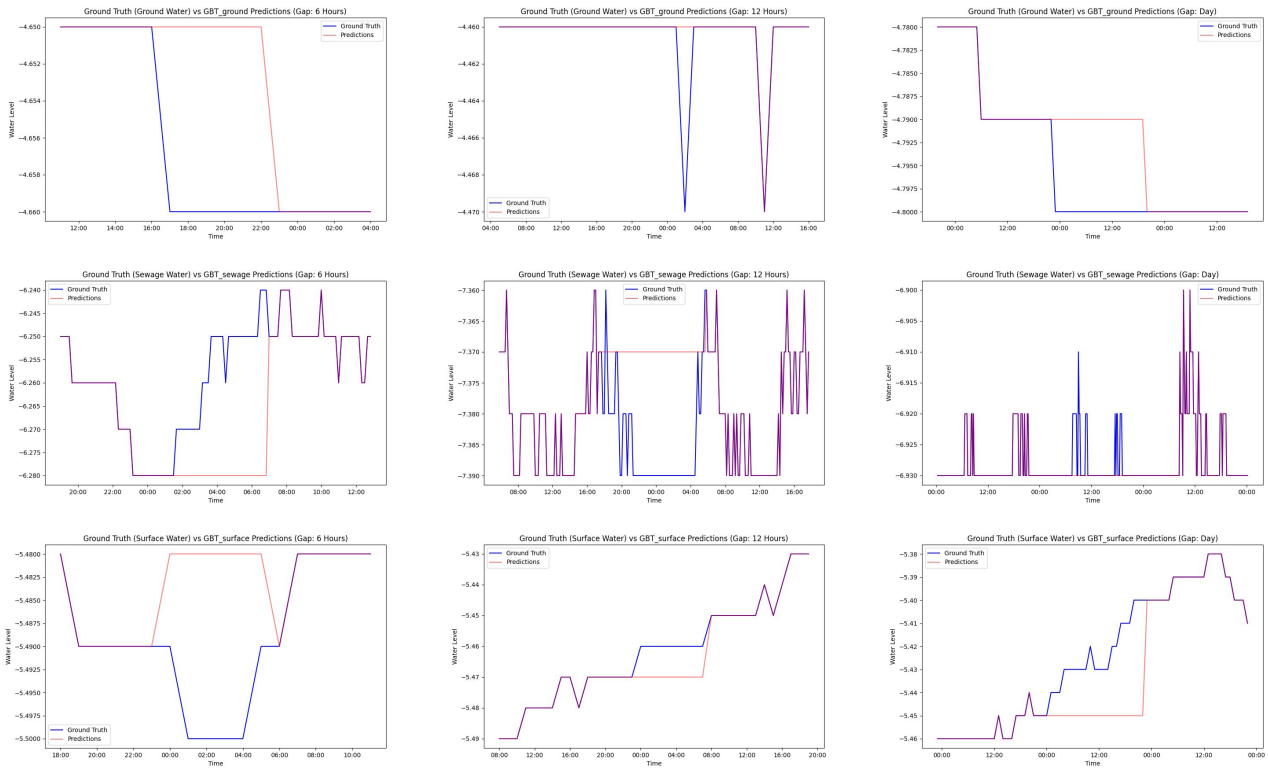 Ground Truth (Ground Water) vs GBT_ground Predictions (Gap: 6 Hours)
Water Level
−4.650
−4.652
−4.654
−4.656
−4.658
−4.660
Ground Truth
Predictions
12:00 14:00 16:00 18:00 20:00 22:00 00:00 02:00 04:00
Time
Ground Truth (Ground Water) vs GBT_ground Predictions (Gap: 12 Hours)
Water Level
−4.460
−4.462
−4.464
−4.466
−4.468
−4.470
Ground Truth
Predictions
04:00 08:00 12:00 16:00 20:00 00:00 04:00 08:00 12:00 16:00
Time
Ground Truth (Ground Water) vs GBT_ground Predictions (Gap: Day)
Water Level
−4.7800
−4.7825
−4.7850
−4.7875
−4.7900
−4.7925
−4.7950
−4.7975
−4.8000
Ground Truth
Predictions
00:00 12:00 00:00 12:00 00:00 12:00
Time
Ground Truth (Sewage Water) vs GBT_sewage Predictions (Gap: 6 Hours)
Water Level
−6.240
−6.245
−6.250
−6.255
−6.260
−6.265
−6.270
−6.275
−6.280
Ground Truth
Predictions
20:00 22:00 00:00 02:00 04:00 06:00 08:00 10:00 12:00
Time
Ground Truth (Sewage Water) vs GBT_sewage Predictions (Gap: 12 Hours)
Water Level
−7.360
−7.365
−7.370
−7.375
−7.380
−7.385
−7.390
Ground Truth
Predictions
08:00 12:00 16:00 20:00 00:00 04:00 08:00 12:00 16:00
Time
Ground Truth (Sewage Water) vs GBT_sewage Predictions (Gap: Day)
Water Level
−6.900
−6.905
−6.910
−6.915
−6.920
−6.925
−6.930
Ground Truth
Predictions
00:00 12:00 00:00 12:00 00:00 12:00 00:00
Time
Ground Truth (Surface Water) vs GBT_surface Predictions (Gap: 6 Hours)
Water Level
−5.4800
−5.4825
−5.4850
−5.4875
−5.4900
−5.4925
−5.4950
−5.4975
−5.5000
Ground Truth
Predictions
18:00 20:00 22:00 00:00 02:00 04:00 06:00 08:00 10:00
Time
Ground Truth (Surface Water) vs GBT_surface Predictions (Gap: 12 Hours)
Water Level
−5.43
−5.44
−5.45
−5.46
−5.47
−5.48
−5.49
Ground Truth
Predictions
08:00 12:00 16:00 20:00 00:00 04:00 08:00 12:00 16:00 20:00
Time
Ground Truth (Surface Water) vs GBT_surface Predictions (Gap: Day)
Water Level
−5.38
−5.39
−5.40
−5.41
−5.42
−5.43
−5.44
−5.45
−5.46
Ground Truth
Predictions
00:00 12:00 00:00 12:00 00:00 12:00 00:00
Time